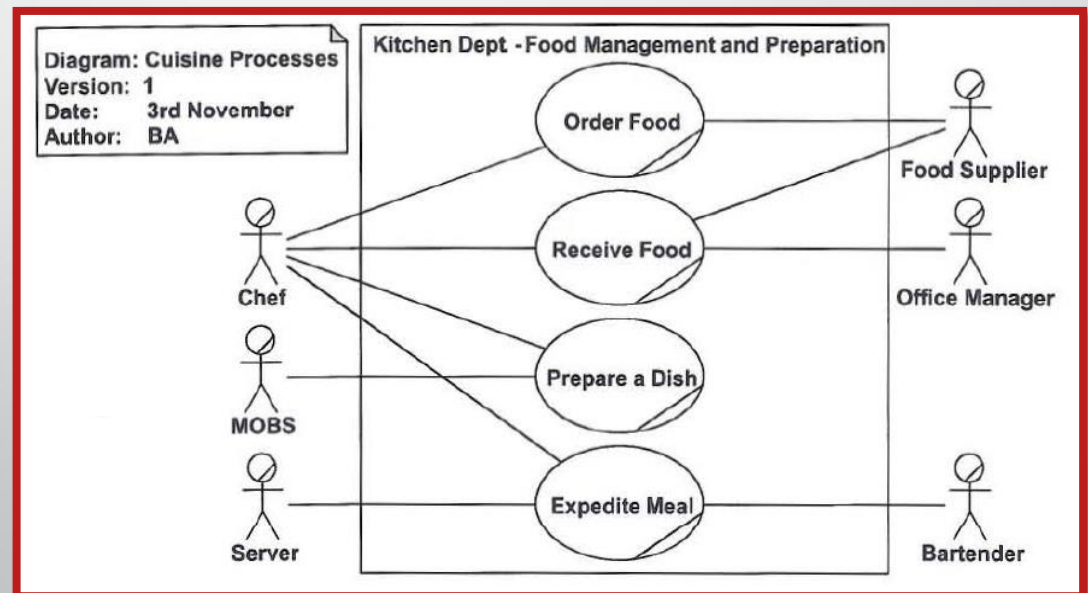 Diagram: Cuisine Processes
Version: 1
Date: 3rd November
Author: BA
Kitchen Dept - Food Management and Preparation
Order Food
Food Supplier
Receive Food
Chef
Office Manager
Prepare a Dish
MOBS
Expedite Meal
Server
Bartender